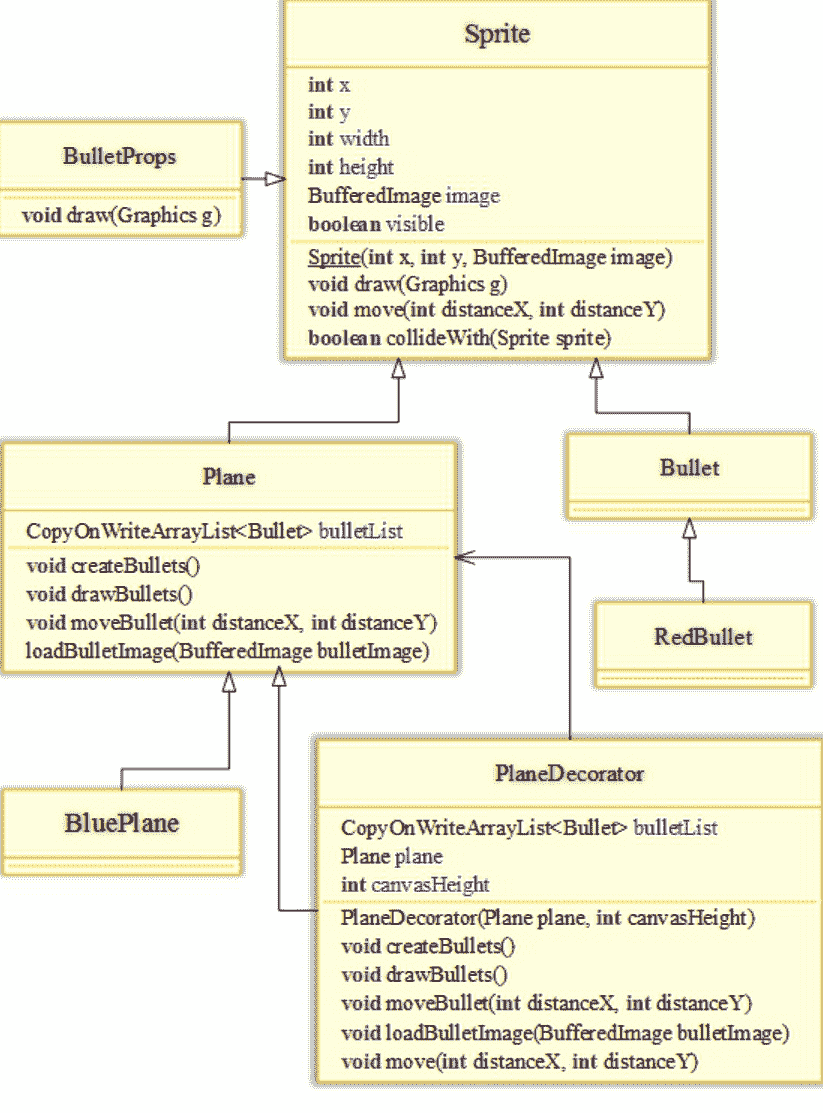 Sprite
int x
int y
int width
int height
BufferedImage image
boolean visible
Sprite(int x, int y, BufferedImage image)
void draw(Graphics g)
void move(int distanceX, int distanceY)
boolean collideWith(Sprite sprite)
BulletProps
void draw(Graphics g)
Plane
CopyOnWriteArrayList<Bullet> bulletList
void createBullets()
void drawBullets()
void moveBullet(int distanceX, int distanceY)
loadBulletImage(BufferedImage bulletImage)
Bullet
RedBullet
BluePlane
PlaneDecorator
CopyOnWriteArrayList<Bullet> bulletList
Plane plane
int canvasHeight
PlaneDecorator(Plane plane, int canvasHeight)
void createBullets()
void drawBullets()
void moveBullet(int distanceX, int distanceY)
void loadBulletImage(BufferedImage bulletImage)
void move(int distanceX, int distanceY)